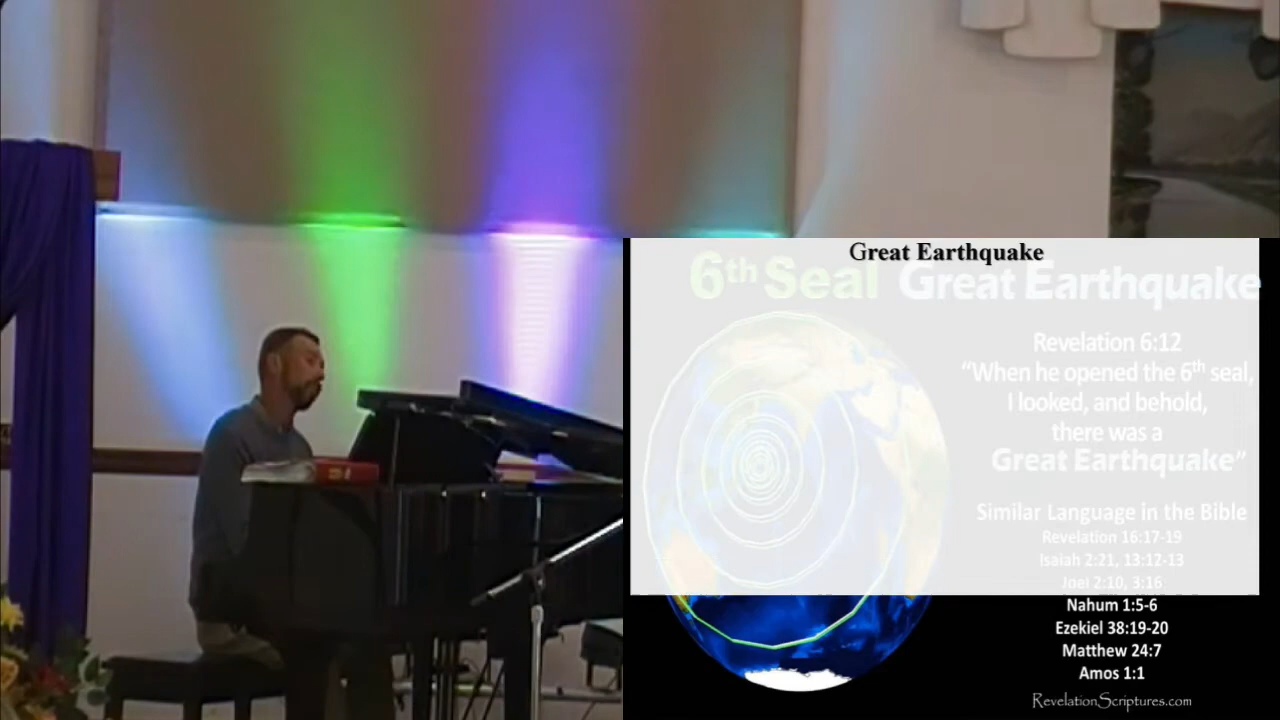 Great Earthquake
6th Seal Great Earthquake
Revelation 6:12
“When he opened the 6th seal,
I looked, and behold,
there was a
Great Earthquake”
Similar Language in the Bible
Revelation 16:17-19
Isaiah 2:21, 13:12-13
Joel 2:10, 3:16
Nahum 1:5-6
Ezekiel 38:19-20
Matthew 24:7
Amos 1:1
RevelationScriptures.com